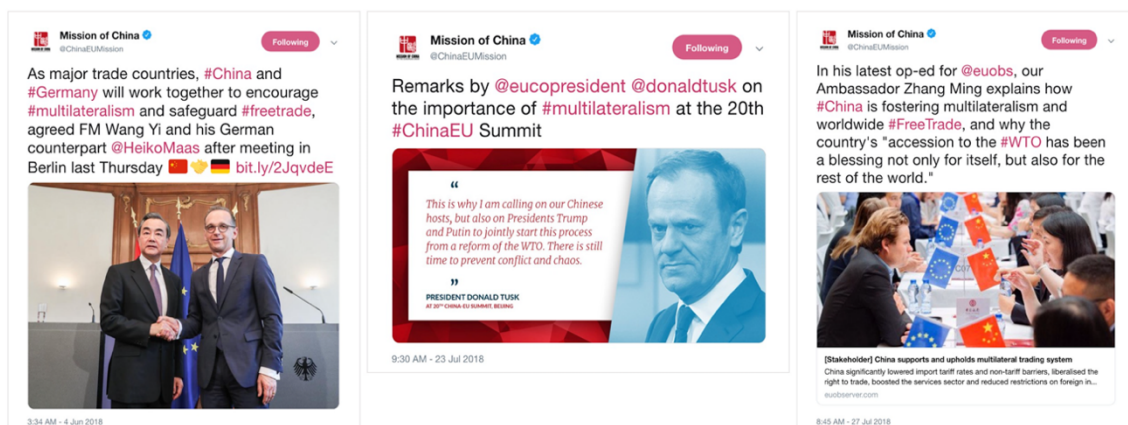 Mission of China
@ChinaEUMission
Following
As major trade countries, #China and
#Germany will work together to encourage
#multilateralism and safeguard #freetrade,
agreed FM Wang Yi and his German
counterpart @HeikoMaas after meeting in
Berlin last Thursday 🇨🇳🤝🇩🇪 bit.ly/2JqvdeE
3:34 AM - 4 Jun 2018
Mission of China
@ChinaEUMission
Following
Remarks by @eucopresident @donaldtusk on
the importance of #multilateralism at the 20th
#ChinaEU Summit
“
This is why I am calling on our Chinese
hosts, but also on Presidents Trump
and Putin to jointly start this process
from a reform of the WTO. There is still
time to prevent conflict and chaos.
”
PRESIDENT DONALD TUSK
AT 20TH CHINA-EU SUMMIT, BEIJING
9:30 AM - 23 Jul 2018
Mission of China
@ChinaEUMission
Following
In his latest op-ed for @euobs, our
Ambassador Zhang Ming explains how
#China is fostering multilateralism and
worldwide #FreeTrade, and why the
country's "accession to the #WTO has been
a blessing not only for itself, but also for the
rest of the world."
[Stakeholder] China supports and upholds multilateral trading system
China significantly lowered import tariff rates and non-tariff barriers, liberalised the
right to trade, boosted the services sector and reduced restrictions on foreign in...
euobserver.com
8:45 AM - 27 Jul 2018